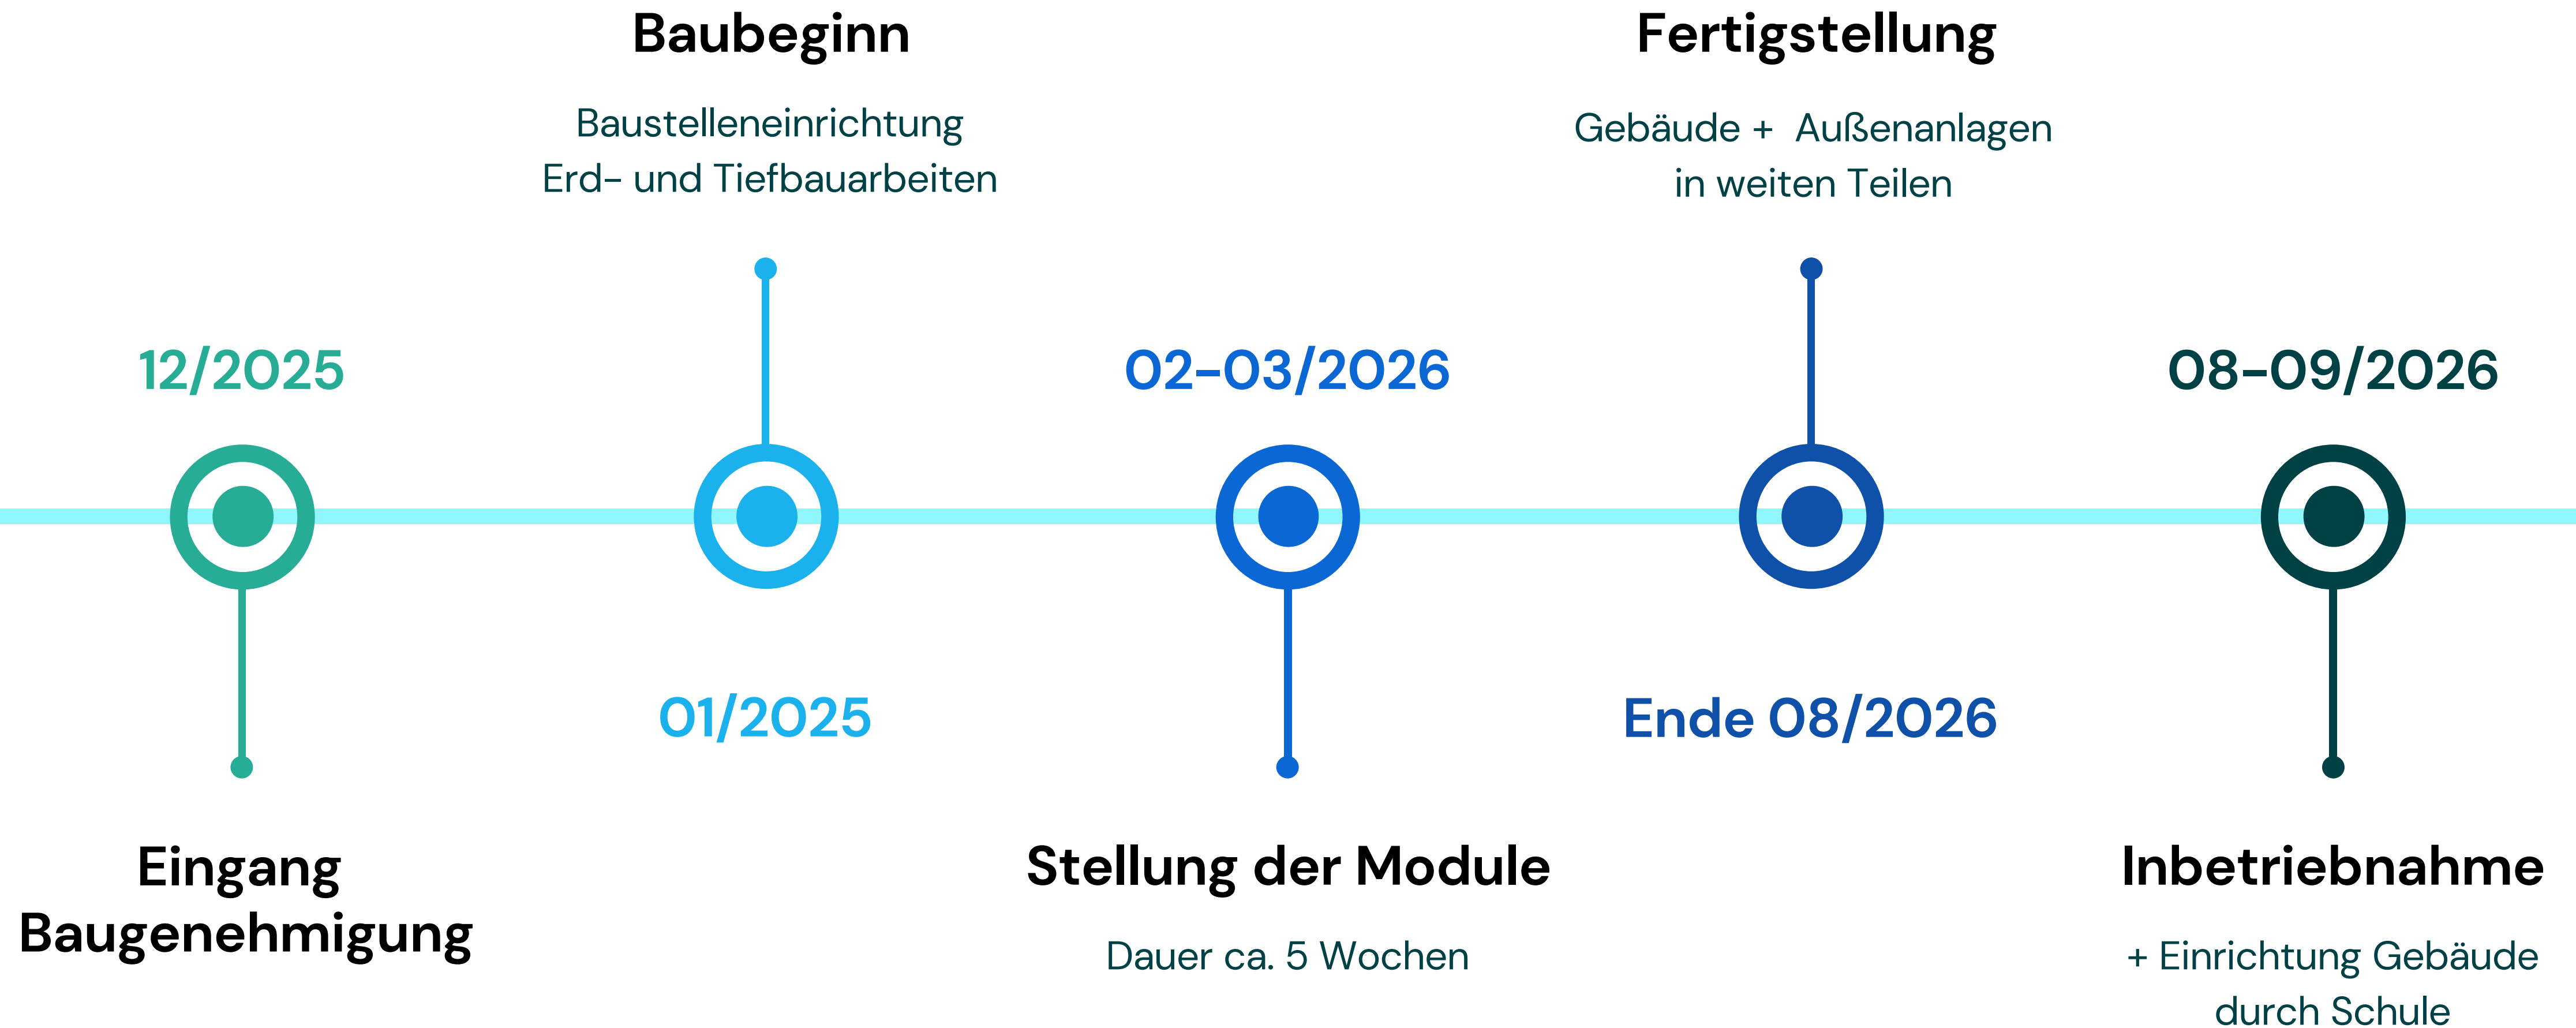 12/2025
Eingang
Baugenehmigung
Baubeginn
Baustelleneinrichtung
Erd- und Tiefbauarbeiten
01/2025
02-03/2026
Stellung der Module
Dauer ca. 5 Wochen
Fertigstellung
Gebäude +  Außenanlagen
in weiten Teilen
Ende 08/2026
08-09/2026
Inbetriebnahme
+ Einrichtung Gebäude
durch Schule